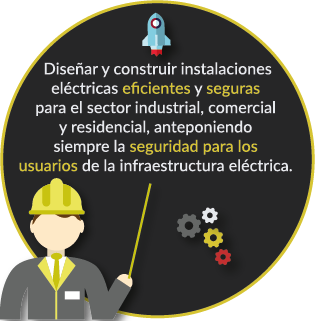 Diseñar y construir instalaciones
eléctricas eficientes y seguras
para el sector industrial, comercial
y residencial, anteponiendo
siempre la seguridad para los
usuarios de la infraestructura eléctrica.